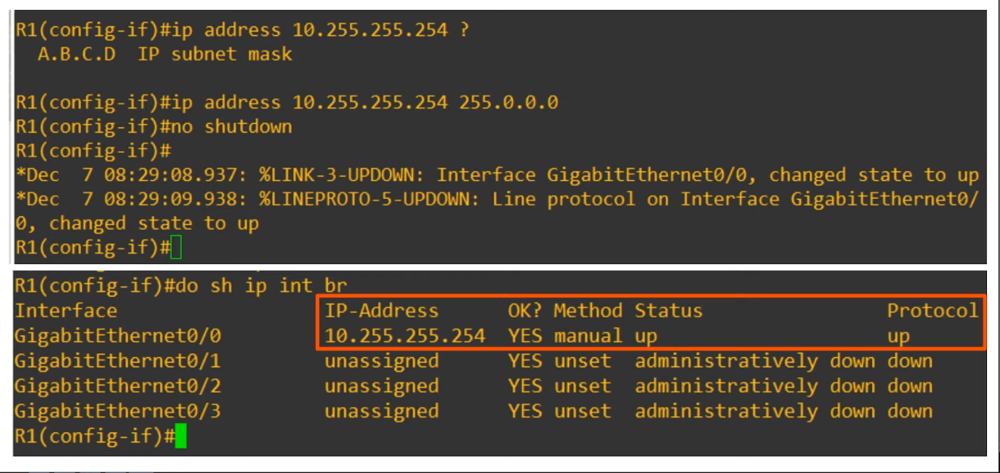 R1(config-if)#ip address 10.255.255.254 ?
  A.B.C.D  IP subnet mask

R1(config-if)#ip address 10.255.255.254 255.0.0.0
R1(config-if)#no shutdown
R1(config-if)#
*Dec  7 08:29:08.937: %LINK-3-UPDOWN: Interface GigabitEthernet0/0, changed state to up
*Dec  7 08:29:09.938: %LINEPROTO-5-UPDOWN: Line protocol on Interface GigabitEthernet0/
0, changed state to up
R1(config-if)#
R1(config-if)#do sh ip int br
Interface                  IP-Address      OK? Method Status                Protocol
GigabitEthernet0/0         10.255.255.254  YES manual up                    up
GigabitEthernet0/1         unassigned      YES unset  administratively down down
GigabitEthernet0/2         unassigned      YES unset  administratively down down
GigabitEthernet0/3         unassigned      YES unset  administratively down down
R1(config-if)#